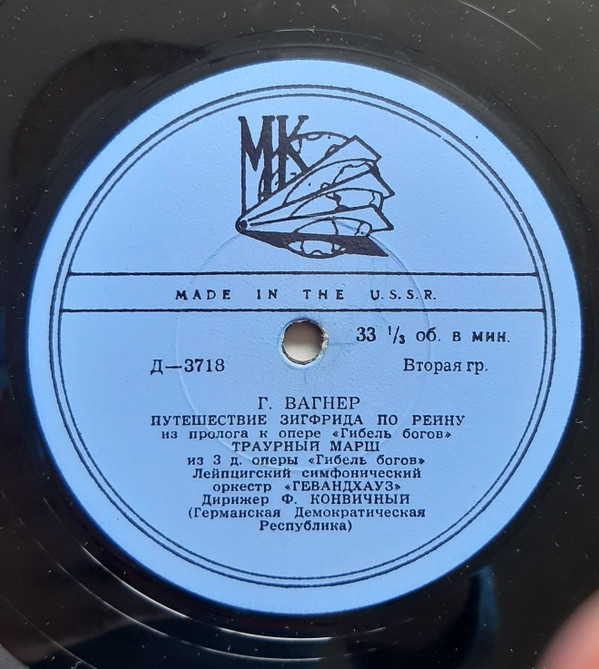 МК
MADE IN THE U.S.S.R.
33 1/3 об. в мин.
Д—3718 Вторая гр.
Г. ВАГНЕР
ПУТЕШЕСТВИЕ ЗИГФРИДА ПО РЕЙНУ
из пролога к опере «Гибель богов»
ТРАУРНЫЙ МАРШ
из 3 д. оперы «Гибель богов»
Лейпцигский симфонический
оркестр «ГЕВАНДХАУЗ»
Дирижер Ф. КОНВИЧНЫЙ
(Германская Демократическая
Республика)